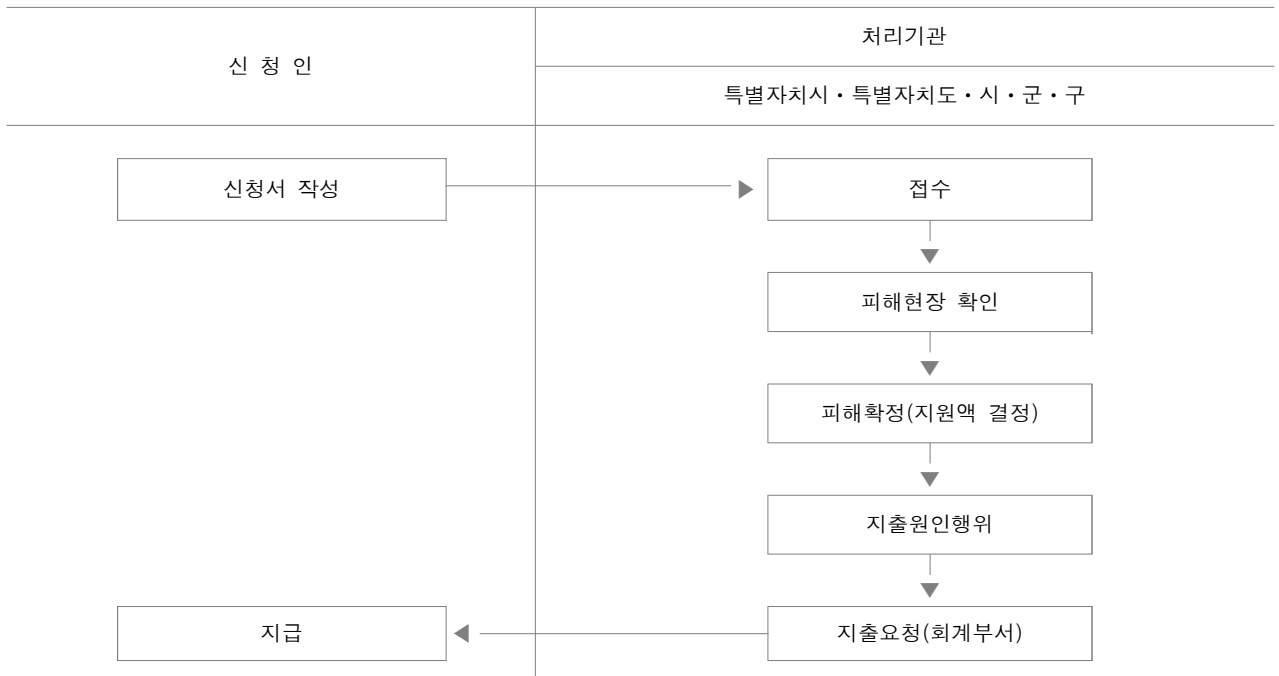 신 청 인
처리기관
특별자치시・특별자치도・시・군・구
신청서 작성
접수
피해현장 확인
피해확정(지원액 결정)
지출원인행위
지급
지출요청(회계부서)